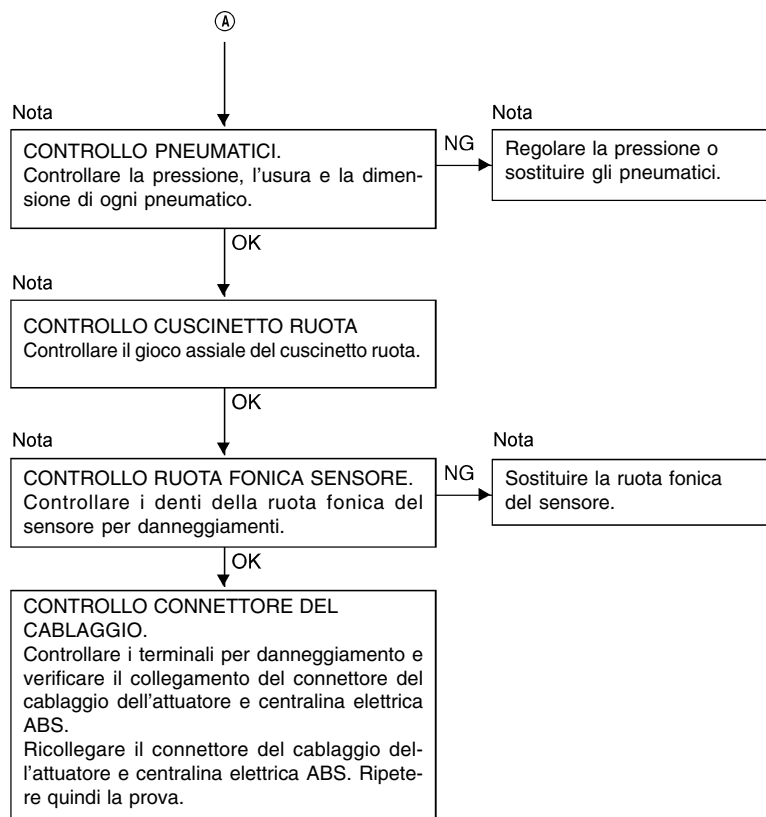 A
Nota
CONTROLLO PNEUMATICI.
Controllare la pressione, l'usura e la dimen-
sione di ogni pneumatico.
NG
Nota
Regolare la pressione o
sostituire gli pneumatici.
OK
Nota
CONTROLLO CUSCINETTO RUOTA
Controllare il gioco assiale del cuscinetto ruota.
OK
Nota
CONTROLLO RUOTA FONICA SENSORE.
Controllare i denti della ruota fonica del
sensore per danneggiamenti.
NG
Nota
Sostituire la ruota fonica
del sensore.
OK
CONTROLLO CONNETTORE DEL
CABLAGGIO.
Controllare i terminali per danneggiamento e
verificare il collegamento del connettore del
cablaggio dell'attuatore e centralina elettrica
ABS.
Ricollegare il connettore del cablaggio del-
l'attuatore e centralina elettrica ABS. Ripete-
re quindi la prova.